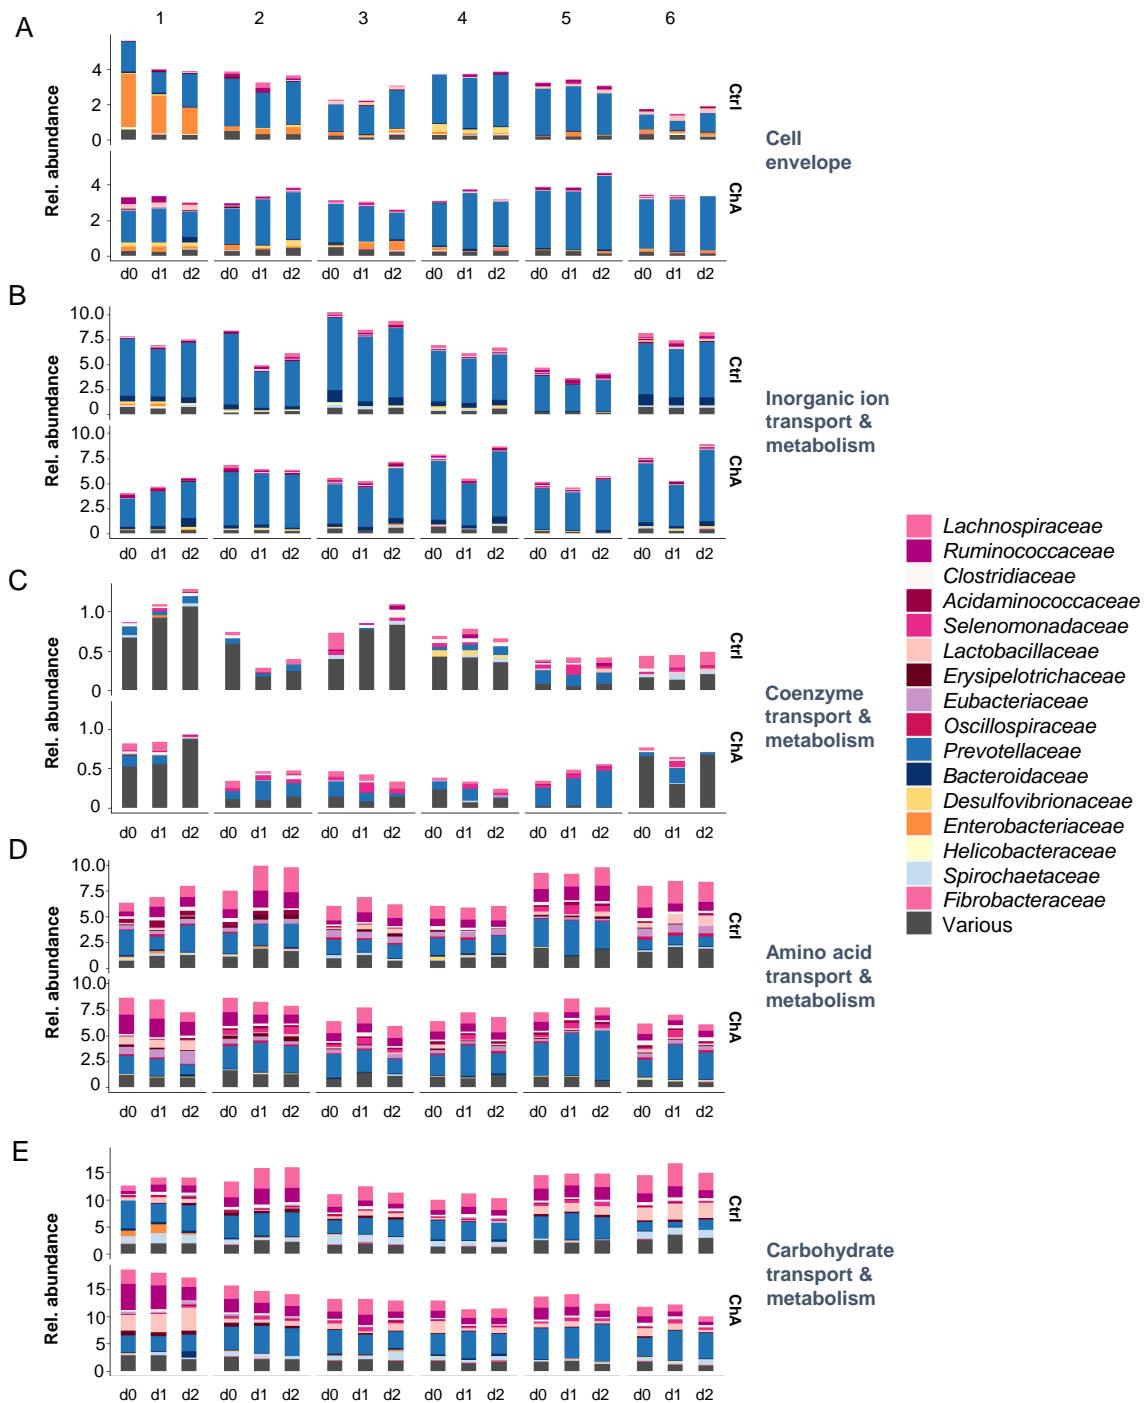 A
1 2 3 4 5 6
Rel. abundance
4
2
0
Ctrl
4
2
0
ChA
Cell
envelope
d0 d1 d2 d0 d1 d2 d0 d1 d2 d0 d1 d2 d0 d1 d2 d0 d1 d2
B
Rel. abundance
10.0
7.5
5.0
2.5
0
Ctrl
10.0
7.5
5.0
2.5
0
ChA
Rel. abundance
Inorganic ion
transport &
metabolism
d0 d1 d2 d0 d1 d2 d0 d1 d2 d0 d1 d2 d0 d1 d2 d0 d1 d2
C
Rel. abundance
1.0
0.5
0
Ctrl
Rel. abundance
1.0
0.5
0
ChA
Coenzyme
transport &
metabolism
d0 d1 d2 d0 d1 d2 d0 d1 d2 d0 d1 d2 d0 d1 d2 d0 d1 d2
D
Rel. abundance
10.0
7.5
5.0
2.5
0
Ctrl
Rel. abundance
10.0
7.5
5.0
2.5
0
ChA
Amino acid
transport &
metabolism
d0 d1 d2 d0 d1 d2 d0 d1 d2 d0 d1 d2 d0 d1 d2 d0 d1 d2
E
Rel. abundance
15
10
5
0
Ctrl
Rel. abundance
15
10
5
0
ChA
Carbohydrate
transport &
metabolism
d0 d1 d2 d0 d1 d2 d0 d1 d2 d0 d1 d2 d0 d1 d2 d0 d1 d2
Lachnospiraceae
Ruminococcaceae
Clostridiaceae
Acidaminococcaceae
Selenomonadaceae
Lactobacillaceae
Erysipelotrichaceae
Eubacteriaceae
Oscillospiraceae
Prevotellaceae
Bacteroidaceae
Desulfovibrionaceae
Enterobacteriaceae
Helicobacteraceae
Spirochaetaceae
Fibrobacteraceae
Various